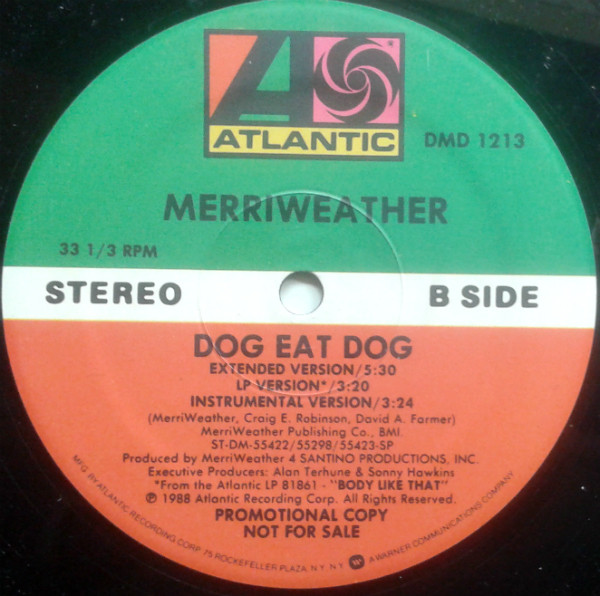 ATLANTIC
DMD 1213
MERRIWEATHER
33 1/3 RPM
STEREO
B SIDE
DOG EAT DOG
EXTENDED VERSION/5:30
LP VERSION*/3:20
INSTRUMENTAL VERSION/3:24
(MerriWeather, Craig E. Robinson, David A. Farmer)
MerriWeather Publishing Co., BMI.
ST-DM-55422/55298/55423-SP
Produced by MerriWeather 4 SANTINO PRODUCTIONS, INC.
Executive Producers: Alan Terhune & Sonny Hawkins
*From the Atlantic LP 81861 - "BODY LIKE THAT"
℗ 1988 Atlantic Recording Corp. All Rights Reserved.
PROMOTIONAL COPY
NOT FOR SALE
MFG. BY ATLANTIC RECORDING CORP. 75 ROCKEFELLER PLAZA, N.Y. N.Y. A WARNER COMMUNICATIONS COMPANY